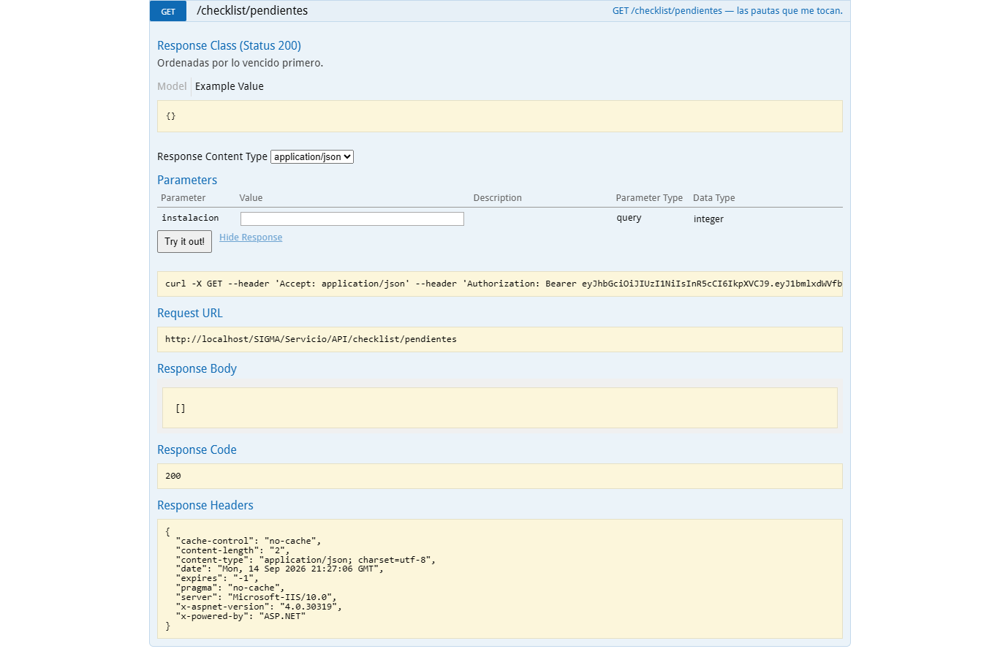 GET /checklist/pendientes GET /checklist/pendientes — las pautas que me tocan.
Response Class (Status 200)
Ordenadas por lo vencido primero.
Model Example Value
{}
Response Content Type application/json
Parameters
Parameter Value Description Parameter Type Data Type
instalacion query integer
Try it out! Hide Response
curl -X GET --header 'Accept: application/json' --header 'Authorization: Bearer eyJhbGciOiJIUzI1NiIsInR5cCI6IkpXVCJ9.eyJ1bmlxdWVfb
Request URL
http://localhost/SIGMA/Servicio/API/checklist/pendientes
Response Body
[]
Response Code
200
Response Headers
{
  "cache-control": "no-cache",
  "content-length": "2",
  "content-type": "application/json; charset=utf-8",
  "date": "Mon, 14 Sep 2026 21:27:06 GMT",
  "expires": "-1",
  "pragma": "no-cache",
  "server": "Microsoft-IIS/10.0",
  "x-aspnet-version": "4.0.30319",
  "x-powered-by": "ASP.NET"
}